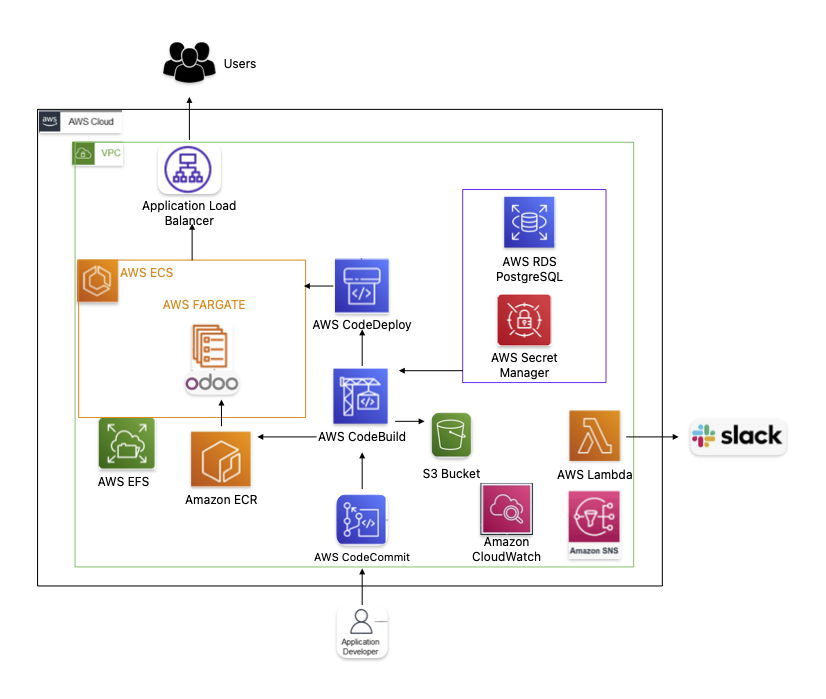 Users
aws
AWS Cloud
VPC
Application Load
Balancer
AWS ECS
AWS FARGATE
odoo
AWS EFS
Amazon ECR
AWS CodeDeploy
AWS CodeBuild
S3 Bucket
AWS CodeCommit
AWS RDS
PostgreSQL
AWS Secret
Manager
AWS Lambda
slack
Amazon
CloudWatch
Amazon SNS
Application
Developer